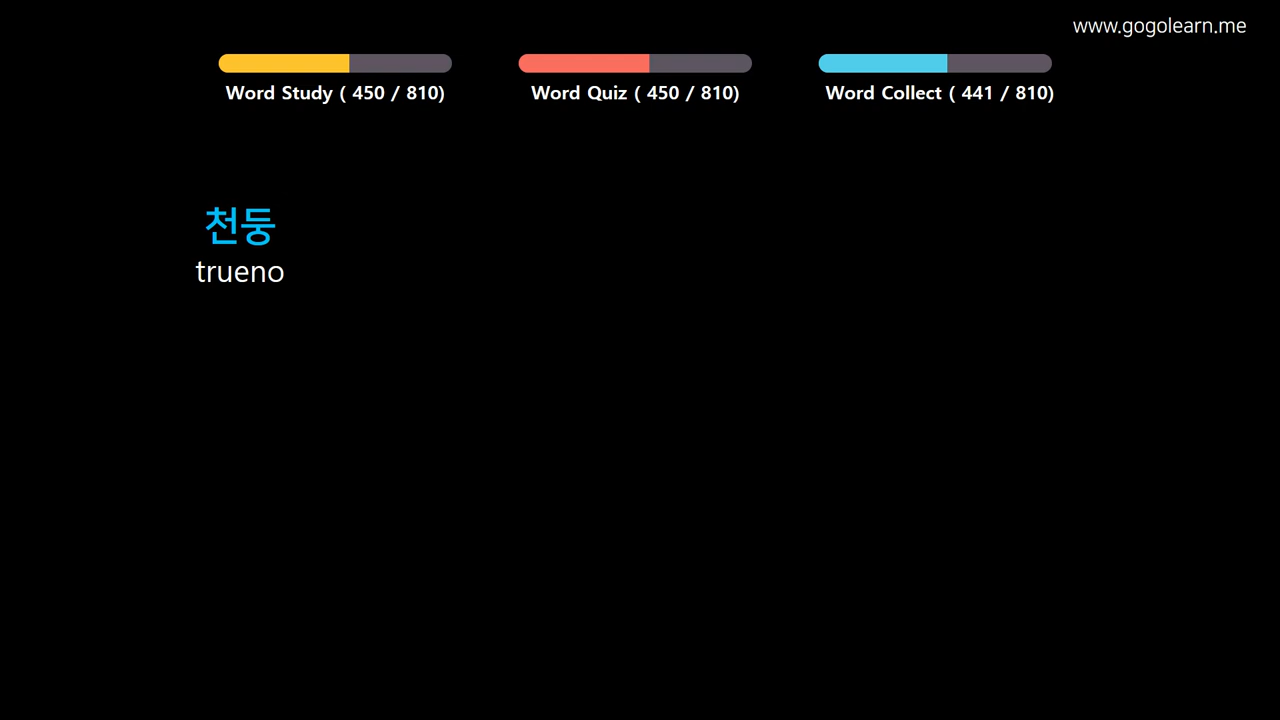 www.gogolearn.me
Word Study ( 450 / 810)
Word Quiz ( 450 / 810)
Word Collect ( 441 / 810)
천둥
trueno